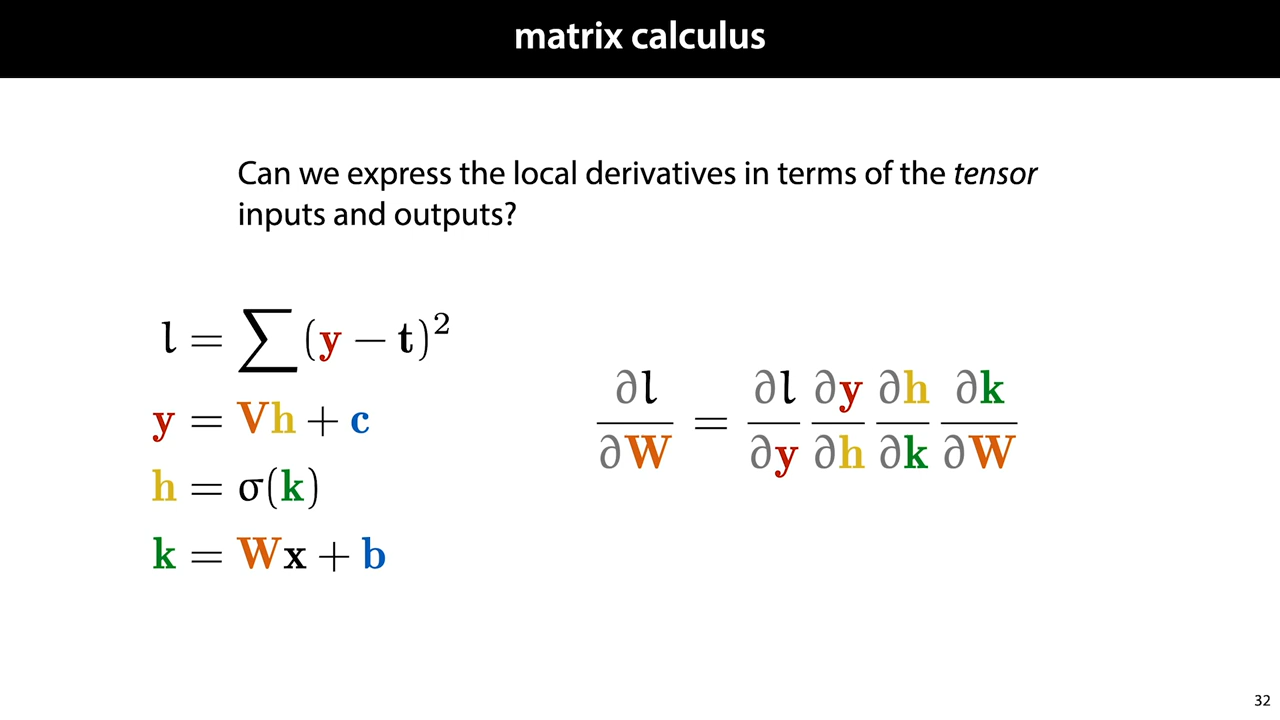 matrix calculus
Can we express the local derivatives in terms of the tensor
inputs and outputs?
l = ∑ (y − t)²
y = Vh + c
h = σ(k)
k = Wx + b
∂l/∂W = ∂l/∂y ∂y/∂h ∂h/∂k ∂k/∂W
32